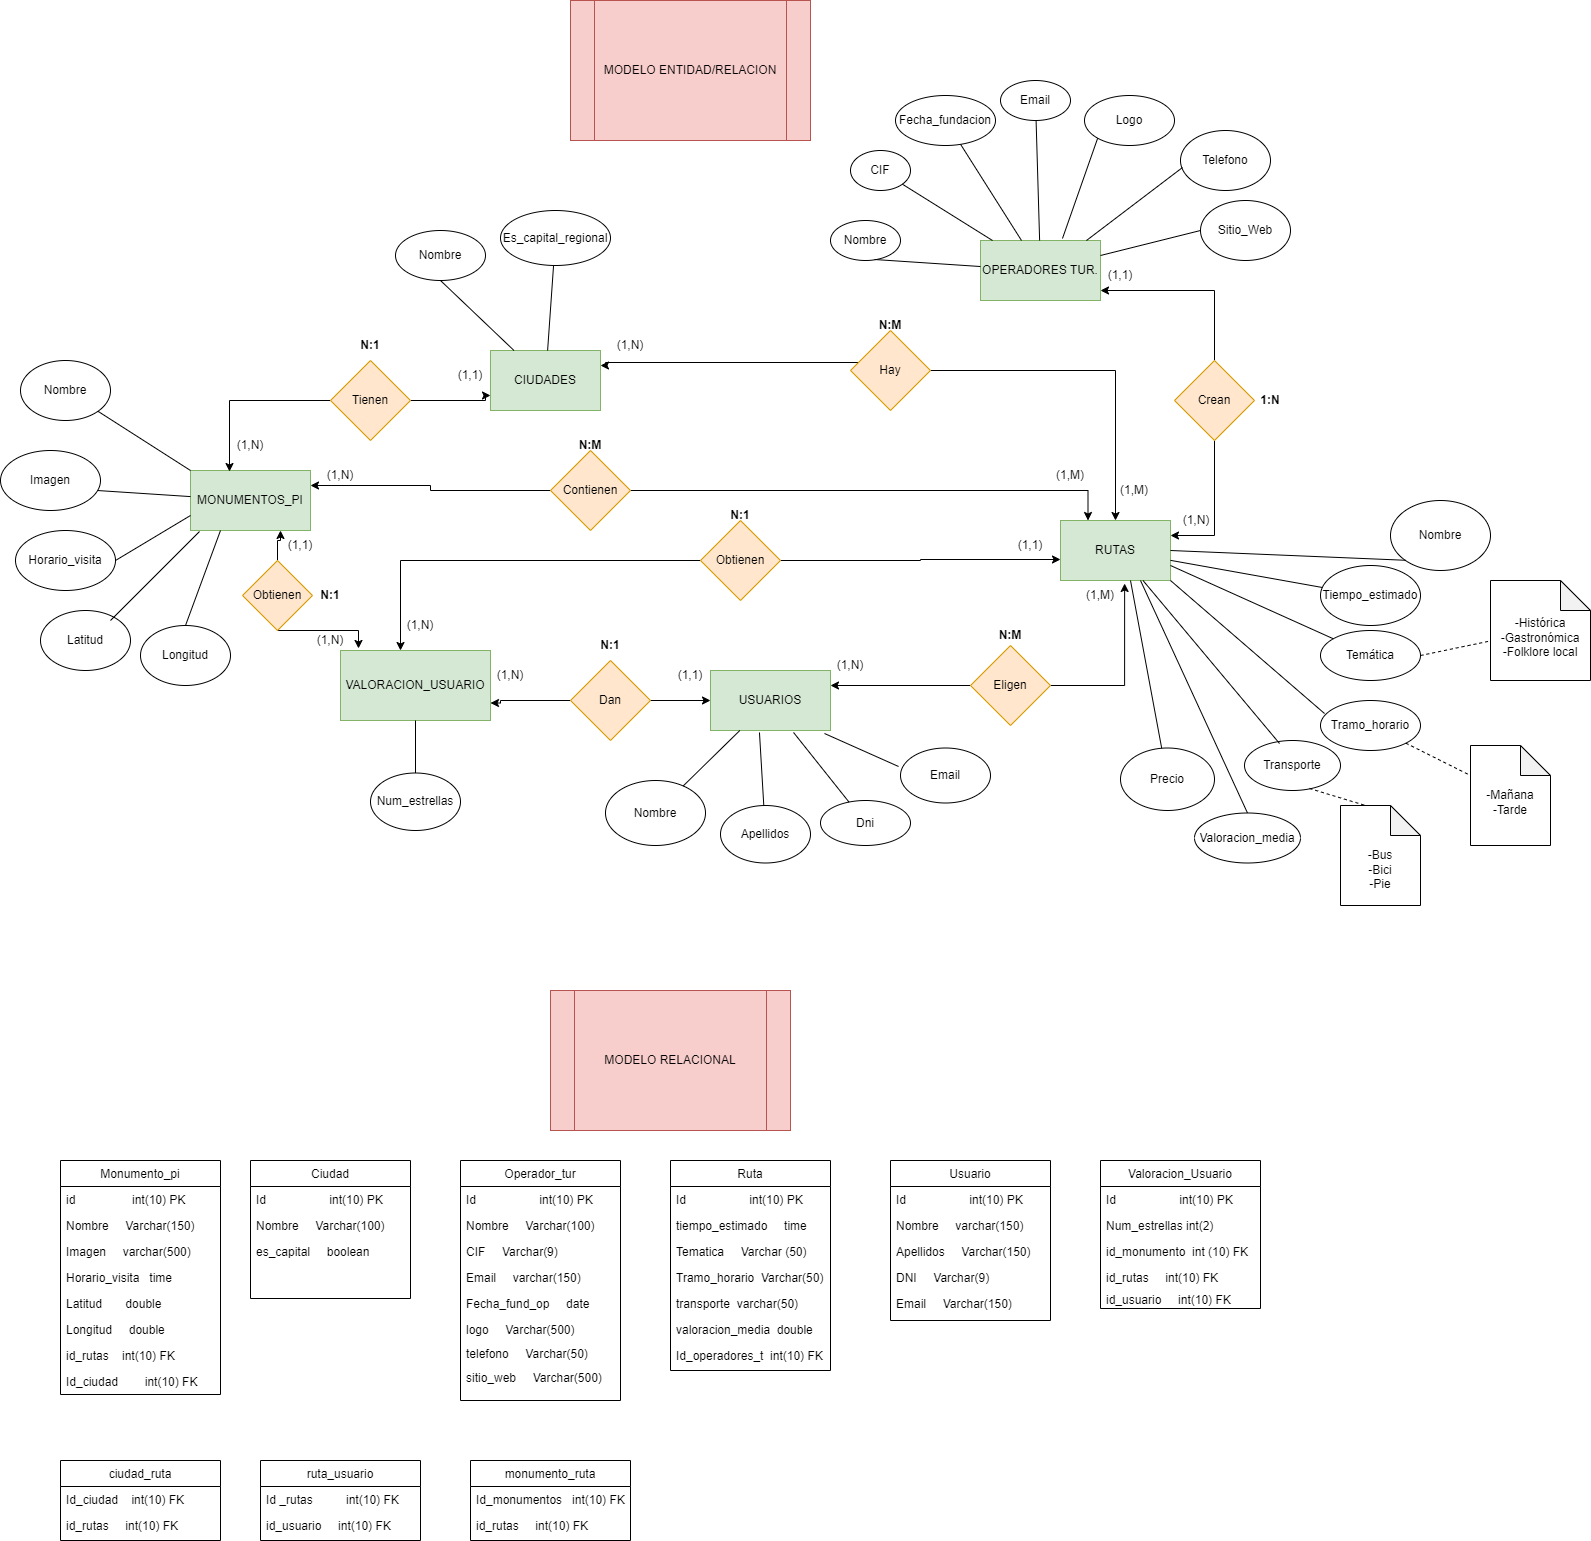 MODELO ENTIDAD/RELACION
Email
Fecha_fundacion
Logo
CIF
Telefono
Nombre
Sitio_Web
OPERADORES TUR.
(1,1)
Nombre
Es_capital_regional
N:1
(1,1)
CIUDADES
(1,N)
N:M
Hay
Nombre
Tienen
Crean
1:N
(1,N)
N:M
Imagen
MONUMENTOS_PI
(1,N)
Contienen
(1,M)
(1,M)
(1,N)
N:1
Nombre
RUTAS
(1,1)
(1,1)
Horario_visita
Obtienen
Obtienen
N:1
(1,M)
Tiempo_estimado
-Histórica
-Gastronómica
-Folklore local
Latitud
Longitud
(1,N)
(1,N)
N:1
N:M
Temática
VALORACION_USUARIO
(1,N)
Dan
(1,1)
USUARIOS
(1,N)
Eligen
Tramo_horario
Num_estrellas
Nombre
Apellidos
Dni
Email
Precio
Transporte
Valoracion_media
-Mañana
-Tarde
-Bus
-Bici
-Pie
MODELO RELACIONAL
Monumento_pi
id int(10) PK
Nombre Varchar(150)
Imagen varchar(500)
Horario_visita time
Latitud double
Longitud double
id_rutas int(10) FK
Id_ciudad int(10) FK
Ciudad
Id int(10) PK
Nombre Varchar(100)
es_capital boolean
Operador_tur
Id int(10) PK
Nombre Varchar(100)
CIF Varchar(9)
Email varchar(150)
Fecha_fund_op date
logo Varchar(500)
telefono Varchar(50)
sitio_web Varchar(500)
Ruta
Id int(10) PK
tiempo_estimado time
Tematica Varchar (50)
Tramo_horario Varchar(50)
transporte varchar(50)
valoracion_media double
Id_operadores_t int(10) FK
Usuario
Id int(10) PK
Nombre varchar(150)
Apellidos Varchar(150)
DNI Varchar(9)
Email Varchar(150)
Valoracion_Usuario
Id int(10) PK
Num_estrellas int(2)
id_monumento int (10) FK
id_rutas int(10) FK
id_usuario int(10) FK
ciudad_ruta
Id_ciudad int(10) FK
id_rutas int(10) FK
ruta_usuario
Id _rutas int(10) FK
id_usuario int(10) FK
monumento_ruta
Id_monumentos int(10) FK
id_rutas int(10) FK